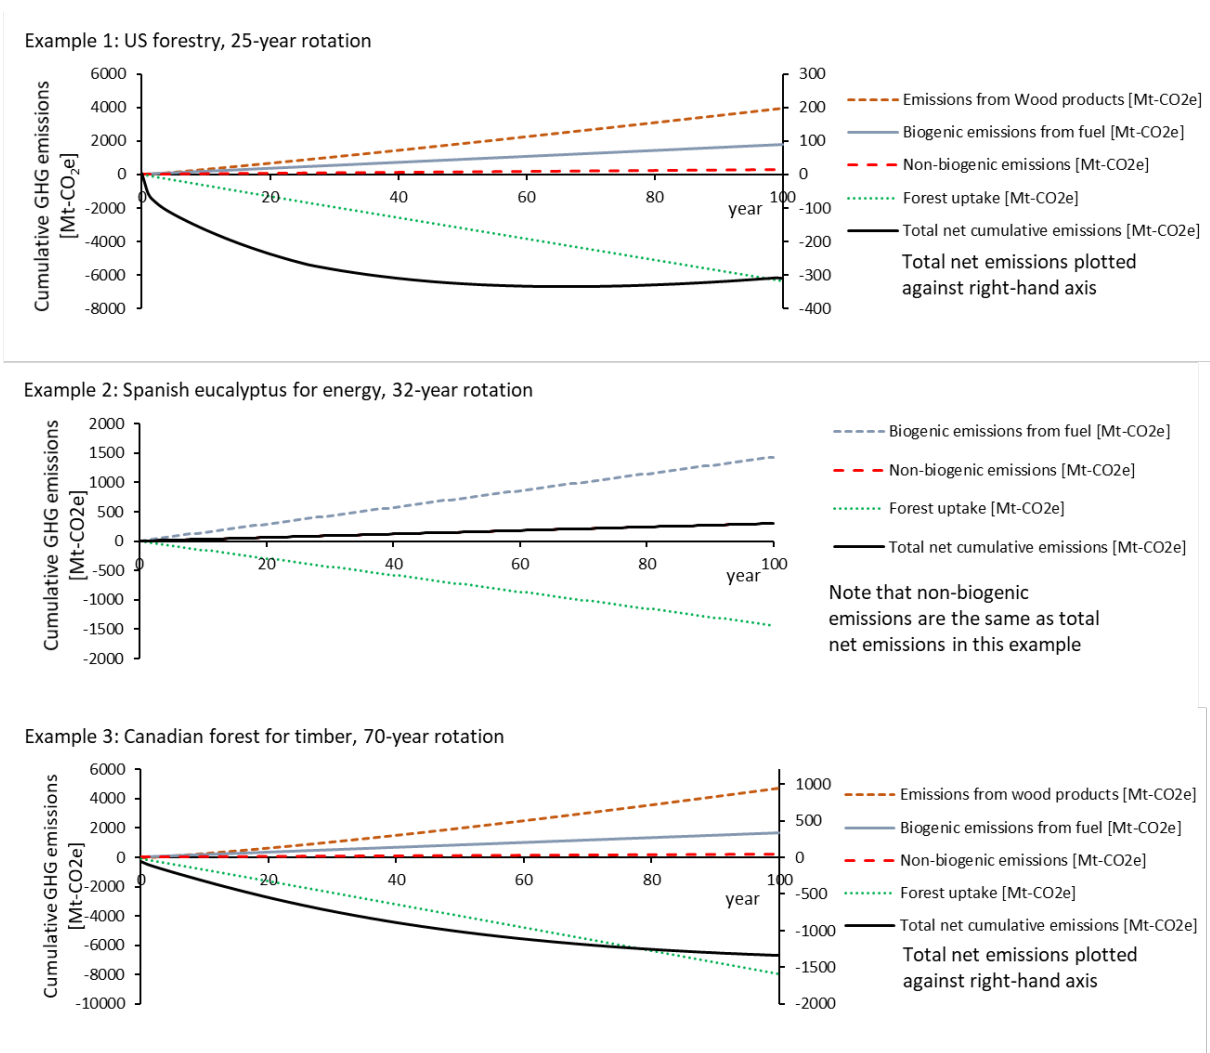 Example 1: US forestry, 25-year rotation
Cumulative GHG emissions
[Mt-CO₂e]
6000
4000
2000
0
-2000
-4000
-6000
-8000
0
20
40
60
80
100
year
300
200
100
0
-100
-200
-300
-400
Emissions from Wood products [Mt-CO2e]
Biogenic emissions from fuel [Mt-CO2e]
Non-biogenic emissions [Mt-CO2e]
Forest uptake [Mt-CO2e]
Total net cumulative emissions [Mt-CO2e]
Total net emissions plotted
against right-hand axis
Example 2: Spanish eucalyptus for energy, 32-year rotation
Cumulative GHG emissions
[Mt-CO2e]
2000
1500
1000
500
0
-500
-1000
-1500
-2000
0
20
40
60
80
100
year
Biogenic emissions from fuel [Mt-CO2e]
Non-biogenic emissions [Mt-CO2e]
Forest uptake [Mt-CO2e]
Total net cumulative emissions [Mt-CO2e]
Note that non-biogenic
emissions are the same as total
net emissions in this example
Example 3: Canadian forest for timber, 70-year rotation
Cumulative GHG emissions
[Mt-CO2e]
6000
4000
2000
0
-2000
-4000
-6000
-8000
-10000
0
20
40
60
80
100
year
1000
500
0
-500
-1000
-1500
-2000
Emissions from wood products [Mt-CO2e]
Biogenic emissions from fuel [Mt-CO2e]
Non-biogenic emissions [Mt-CO2e]
Forest uptake [Mt-CO2e]
Total net cumulative emissions [Mt-CO2e]
Total net emissions plotted
against right-hand axis